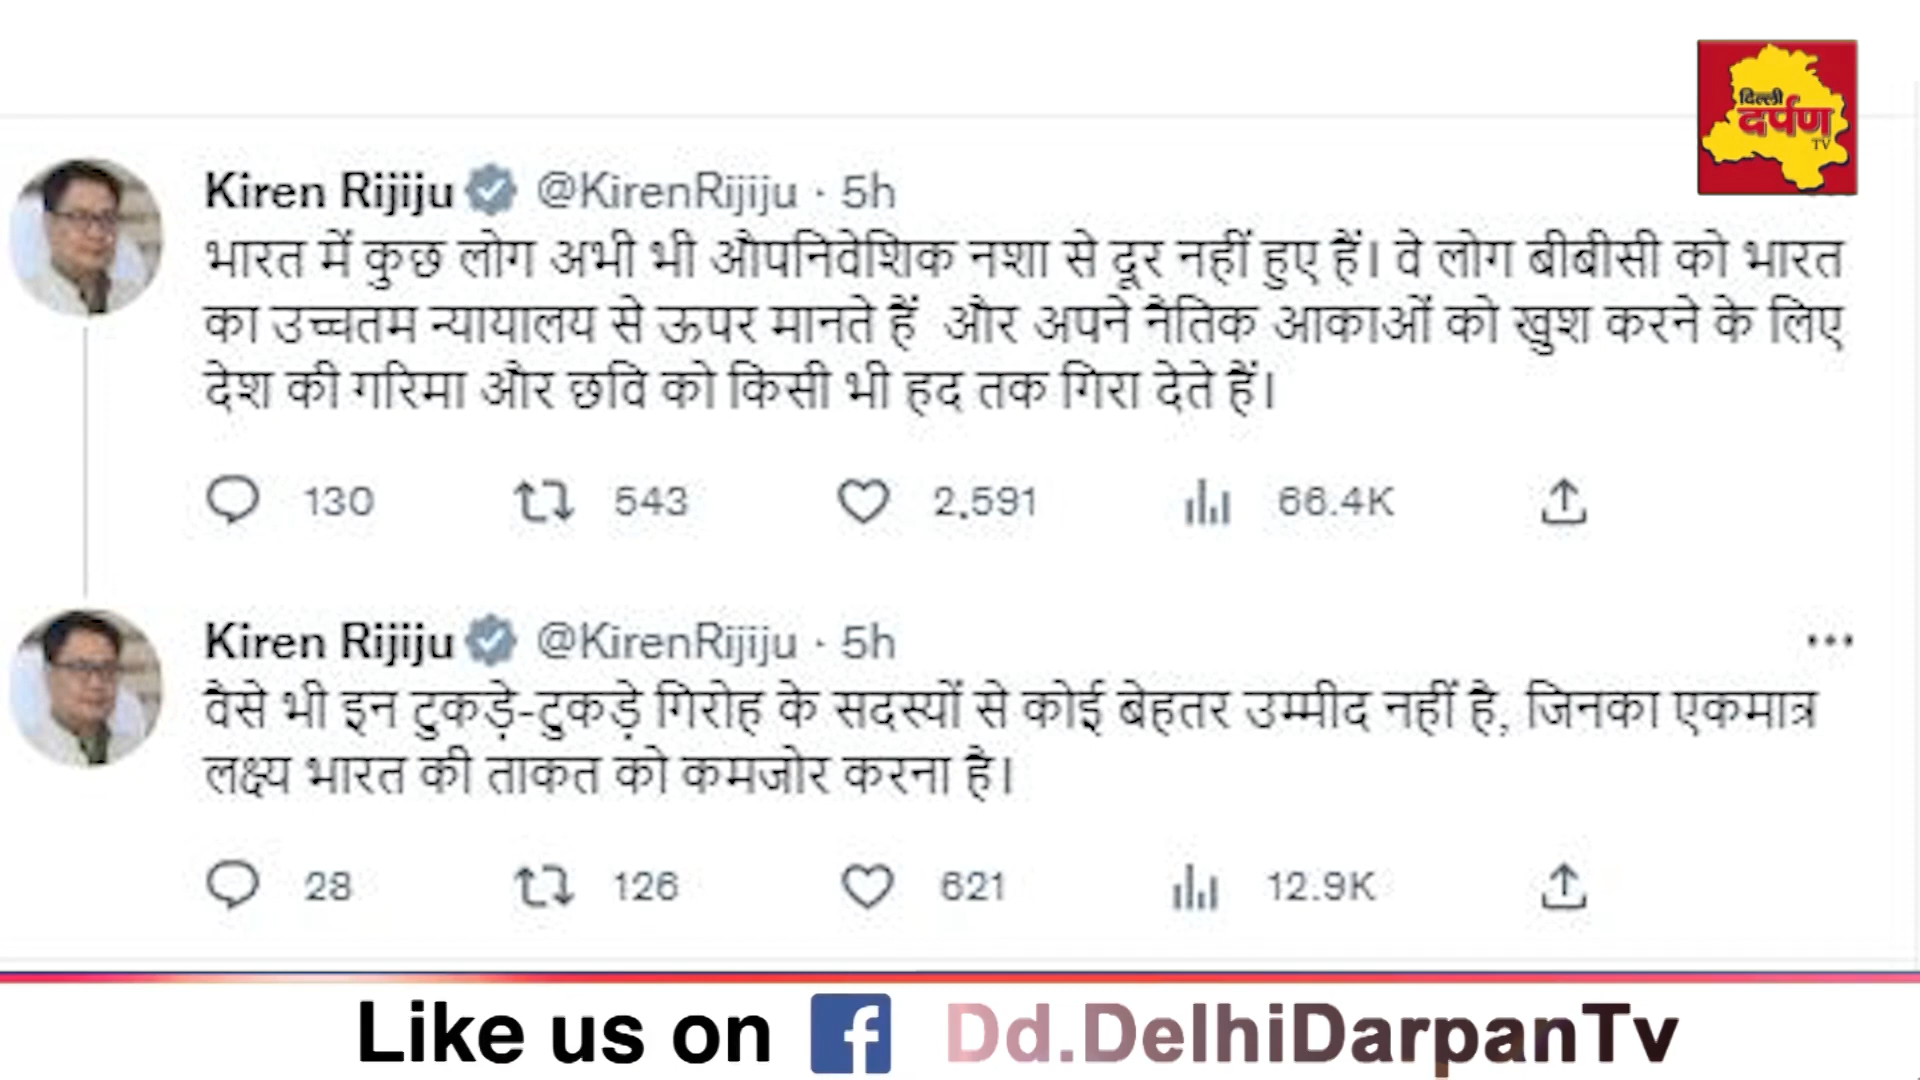 दिल्ली
दर्पण
TV
Kiren Rijiju @KirenRijiju · 5h
भारत में कुछ लोग अभी भी औपनिवेशिक नशा से दूर नहीं हुए हैं। वे लोग बीबीसी को भारत
का उच्चतम न्यायालय से ऊपर मानते हैं और अपने नैतिक आकाओं को खुश करने के लिए
देश की गरिमा और छवि को किसी भी हद तक गिरा देते हैं।
130 543 2,591 66.4K
Kiren Rijiju @KirenRijiju · 5h
वैसे भी इन टुकड़े-टुकड़े गिरोह के सदस्यों से कोई बेहतर उम्मीद नहीं है, जिनका एकमात्र
लक्ष्य भारत की ताकत को कमजोर करना है।
28 126 621 12.9K
Like us on f Dd.DelhiDarpanTv